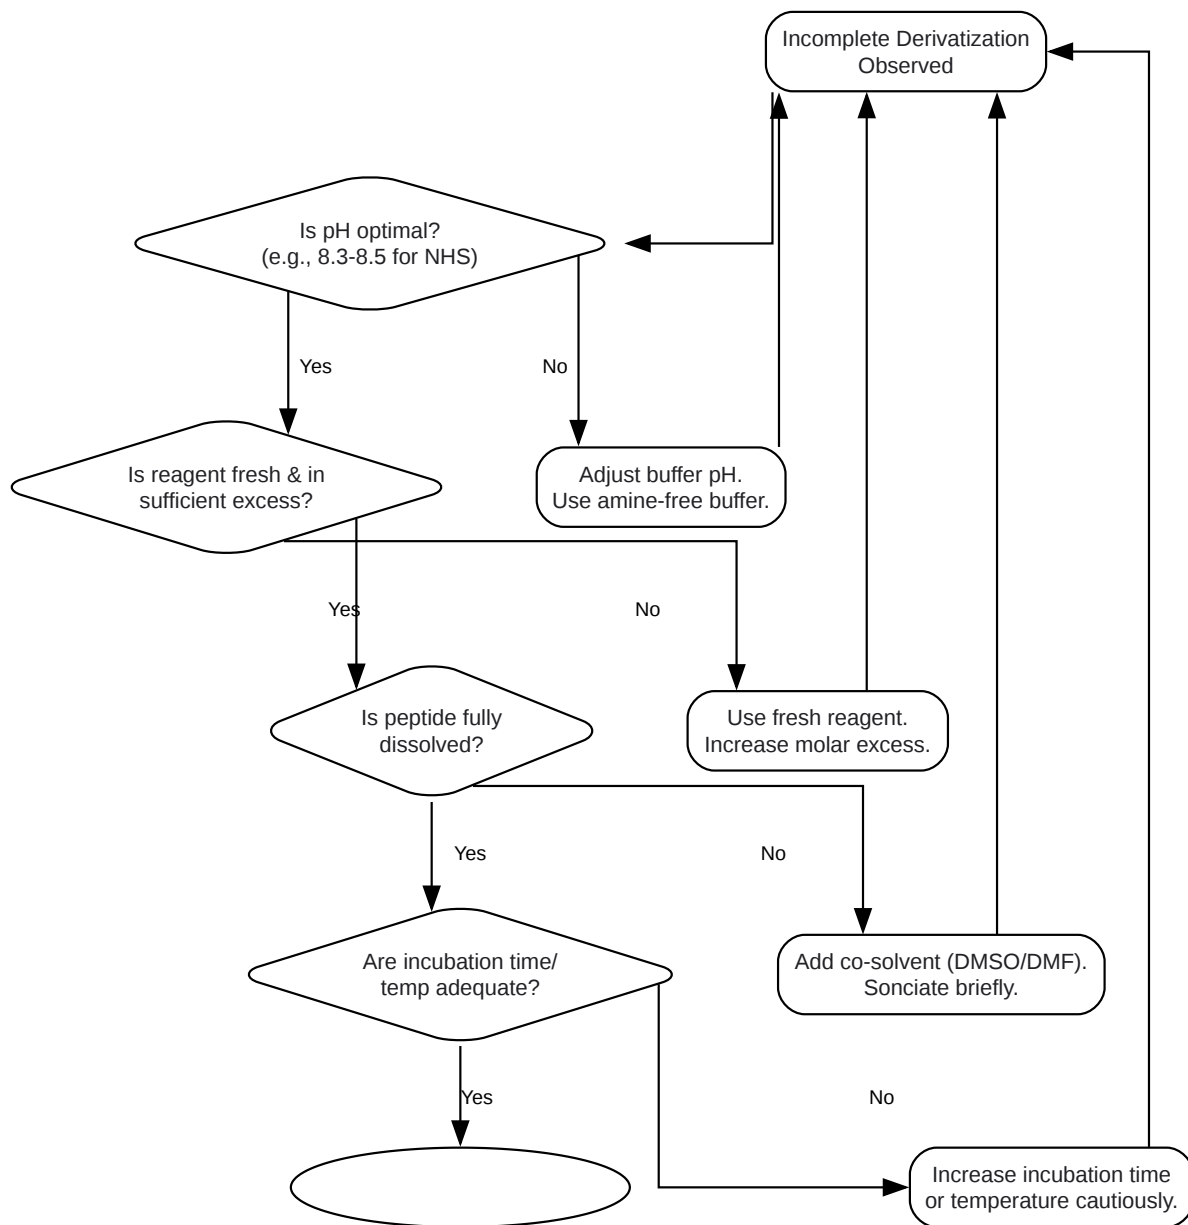 Incomplete Derivatization
Observed
Is pH optimal?
(e.g., 8.3-8.5 for NHS)
Yes
No
Is reagent fresh & in
sufficient excess?
Adjust buffer pH.
Use amine-free buffer.
Yes
No
Is peptide fully
dissolved?
Use fresh reagent.
Increase molar excess.
Yes
No
Are incubation time/
temp adequate?
Add co-solvent (DMSO/DMF).
Sonciate briefly.
Yes
No
Increase incubation time
or temperature cautiously.